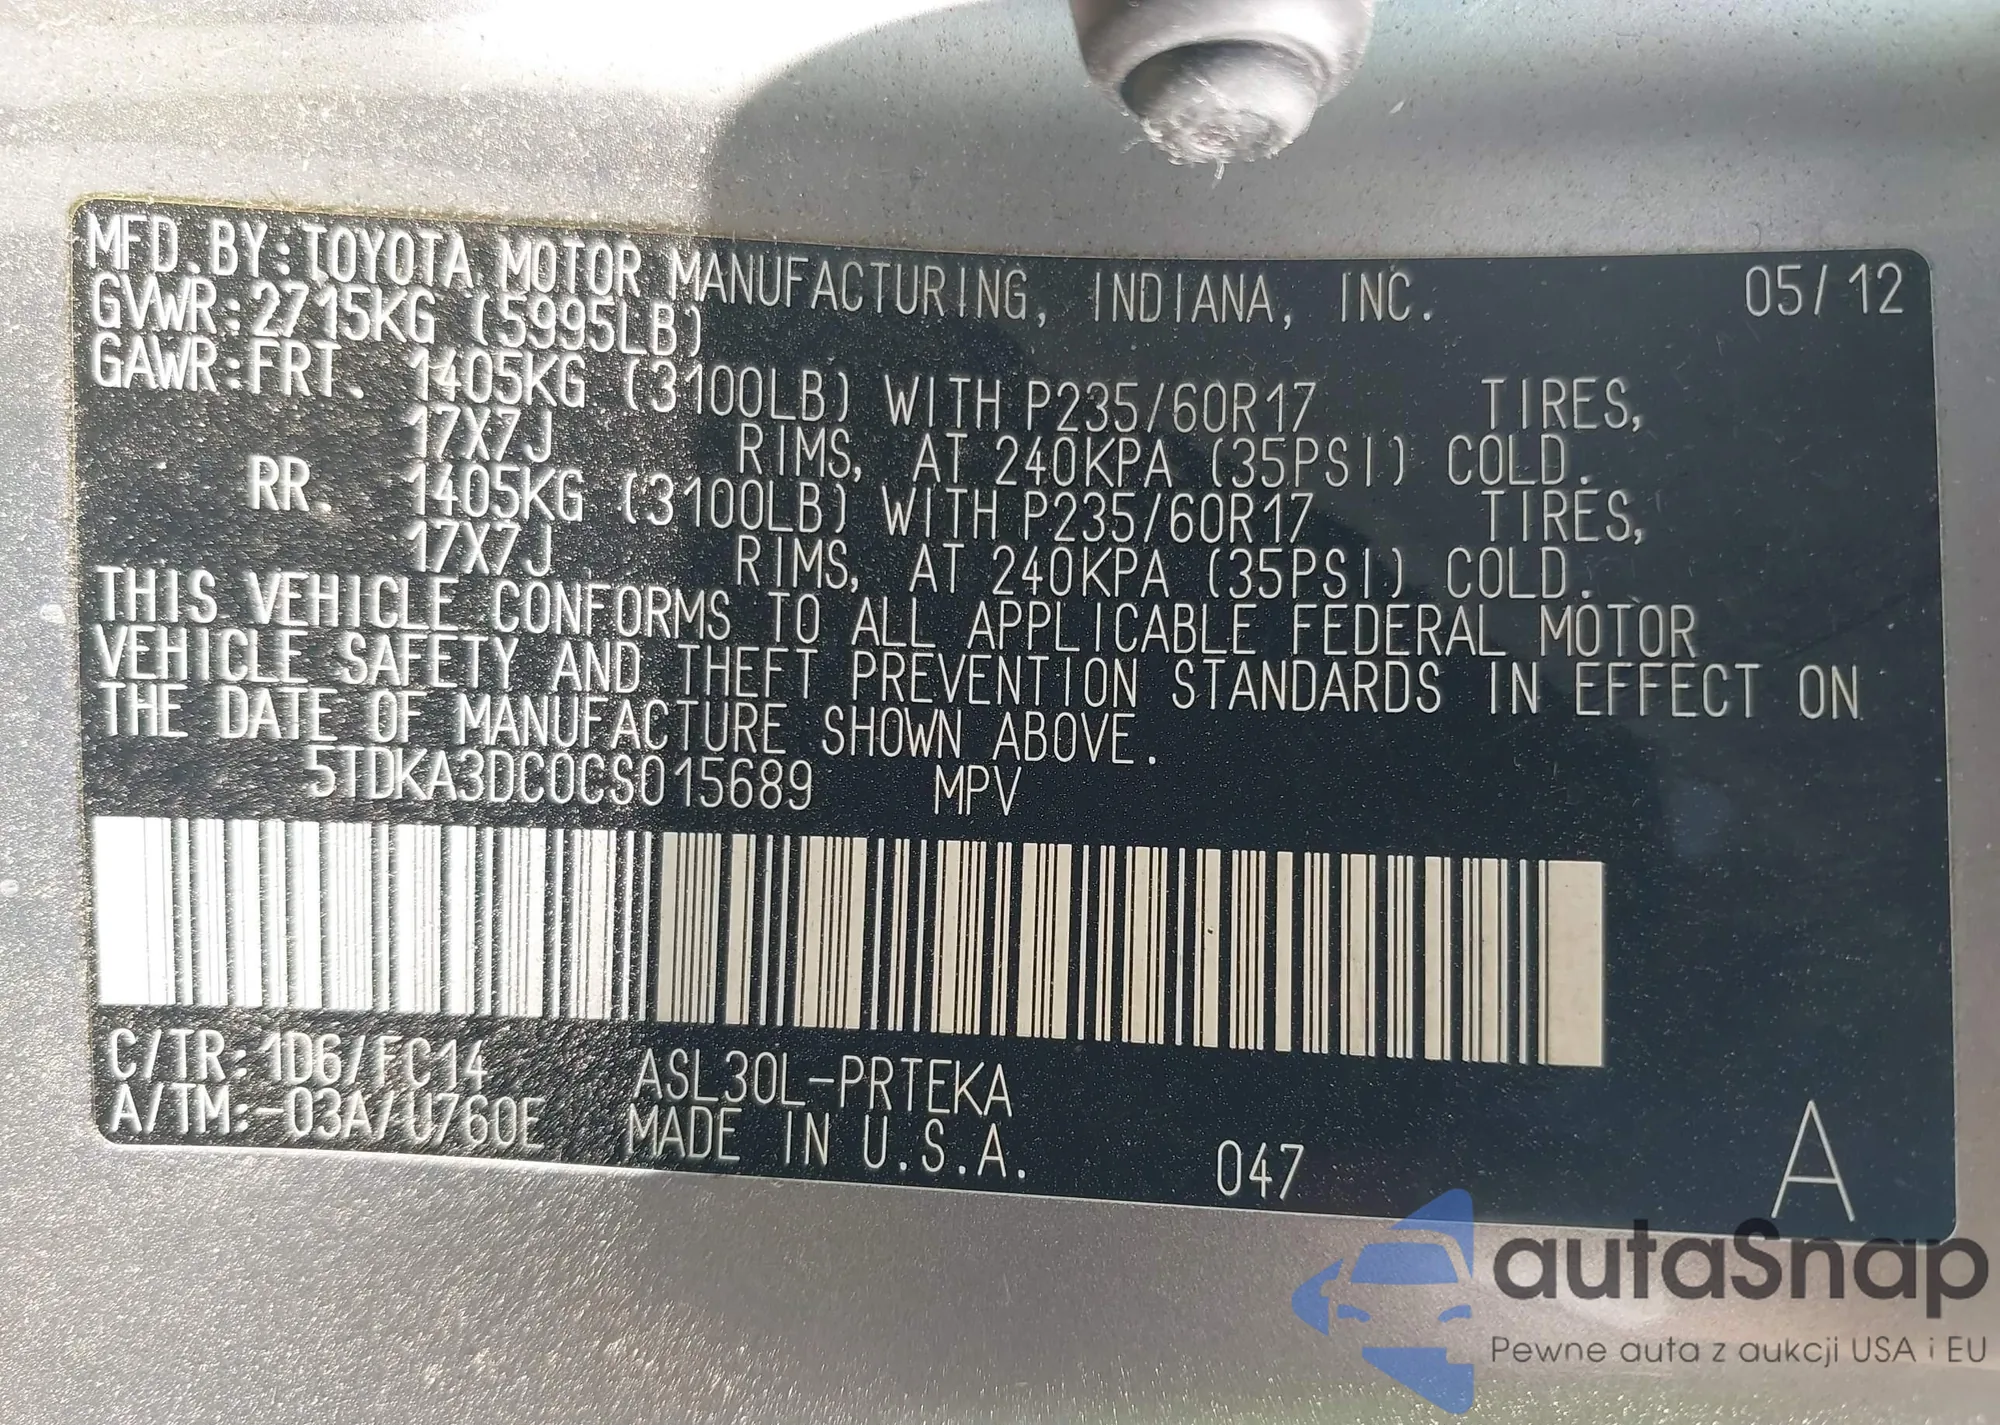 MFD.BY:TOYOTA MOTOR MANUFACTURING, INDIANA, INC. 05/12
GVWR:2715KG (5995LB)
GAWR:FRT. 1405KG (3100LB) WITH P235/60R17 TIRES,
17X7J RIMS, AT 240KPA (35PSI) COLD.
RR. 1405KG (3100LB) WITH P235/60R17 TIRES,
17X7J RIMS, AT 240KPA (35PSI) COLD.
THIS VEHICLE CONFORMS TO ALL APPLICABLE FEDERAL MOTOR
VEHICLE SAFETY AND THEFT PREVENTION STANDARDS IN EFFECT ON
THE DATE OF MANUFACTURE SHOWN ABOVE.
5TDKA3DC0CS015689 MPV
C/TR:1D6/FC14 ASL30L-PRTEKA
A/TM:-03A/U760E MADE IN U.S.A. 047 A
autaSnap
Pewne auta z aukcji USA i EU